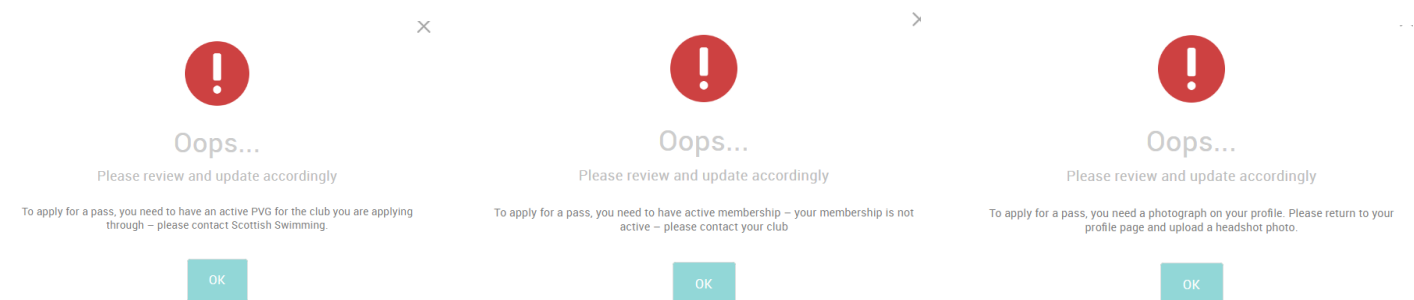 Oops...
Please review and update accordingly
To apply for a pass, you need to have an active PVG for the club you are applying
through – please contact Scottish Swimming.
OK
Oops...
Please review and update accordingly
To apply for a pass, you need to have active membership – your membership is not
active – please contact your club
OK
Oops...
Please review and update accordingly
To apply for a pass, you need a photograph on your profile. Please return to your
profile page and upload a headshot photo.
OK